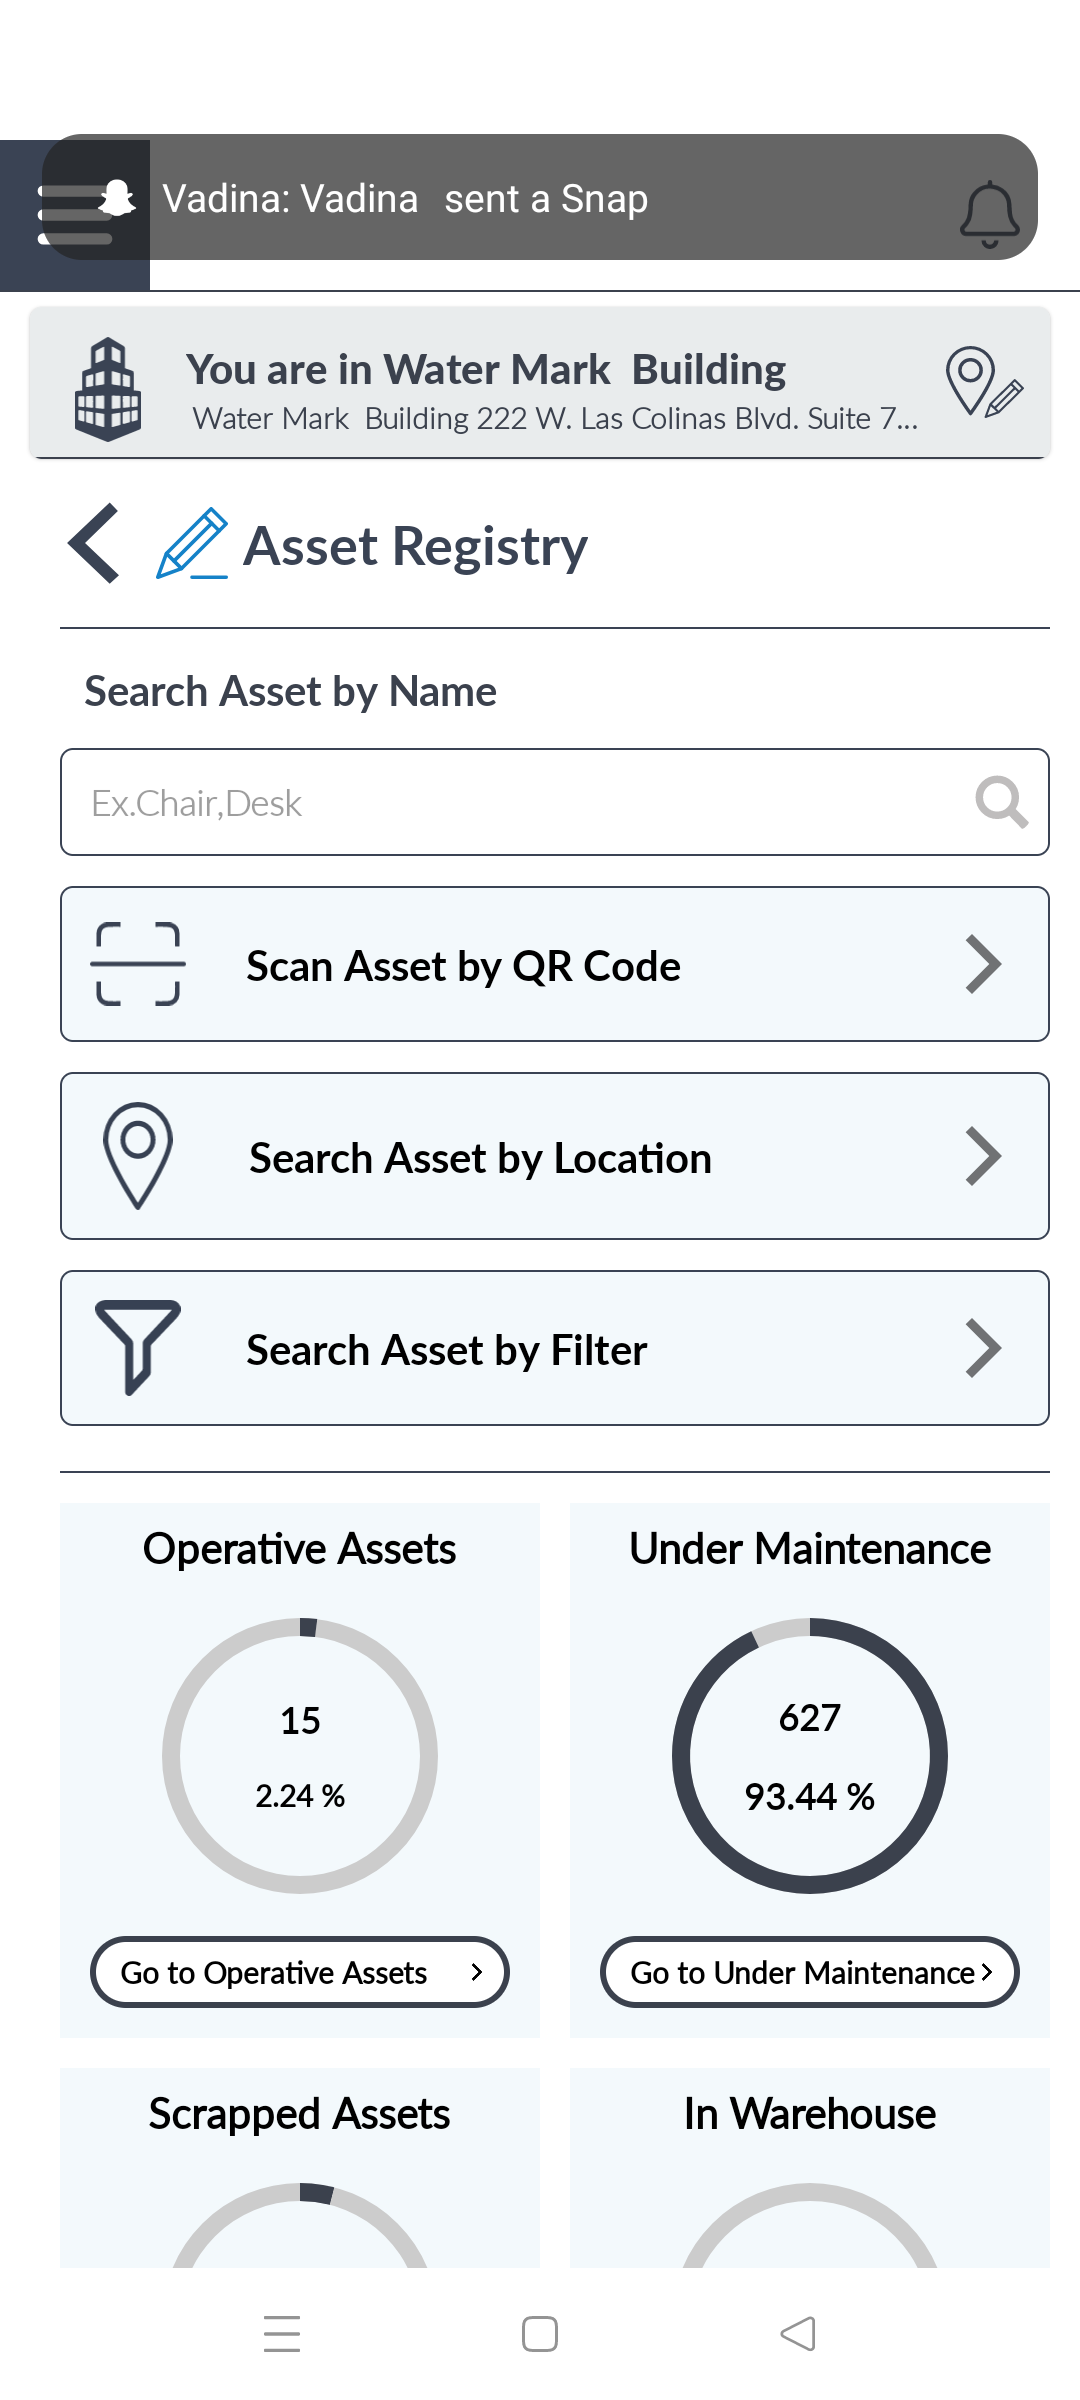 Vadina: Vadina sent a Snap
You are in Water Mark Building
Water Mark Building 222 W. Las Colinas Blvd. Suite 7...
Asset Registry
Search Asset by Name
Ex.Chair,Desk
Scan Asset by QR Code
Search Asset by Location
Search Asset by Filter
Operative Assets
15
2.24 %
Go to Operative Assets
Under Maintenance
627
93.44 %
Go to Under Maintenance
Scrapped Assets
In Warehouse